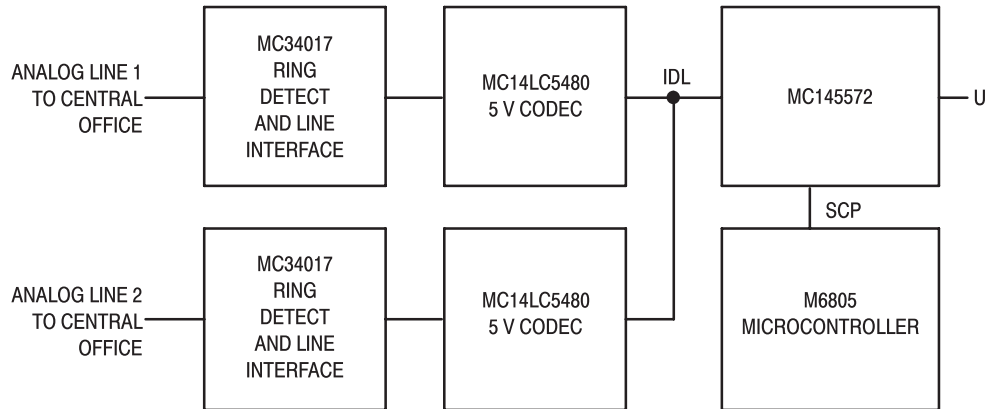 ANALOG LINE 1
TO CENTRAL
OFFICE
MC34017
RING
DETECT
AND LINE
INTERFACE
MC14LC5480
5 V CODEC
IDL
MC145572
U
SCP
ANALOG LINE 2
TO CENTRAL
OFFICE
MC34017
RING
DETECT
AND LINE
INTERFACE
MC14LC5480
5 V CODEC
M6805
MICROCONTROLLER